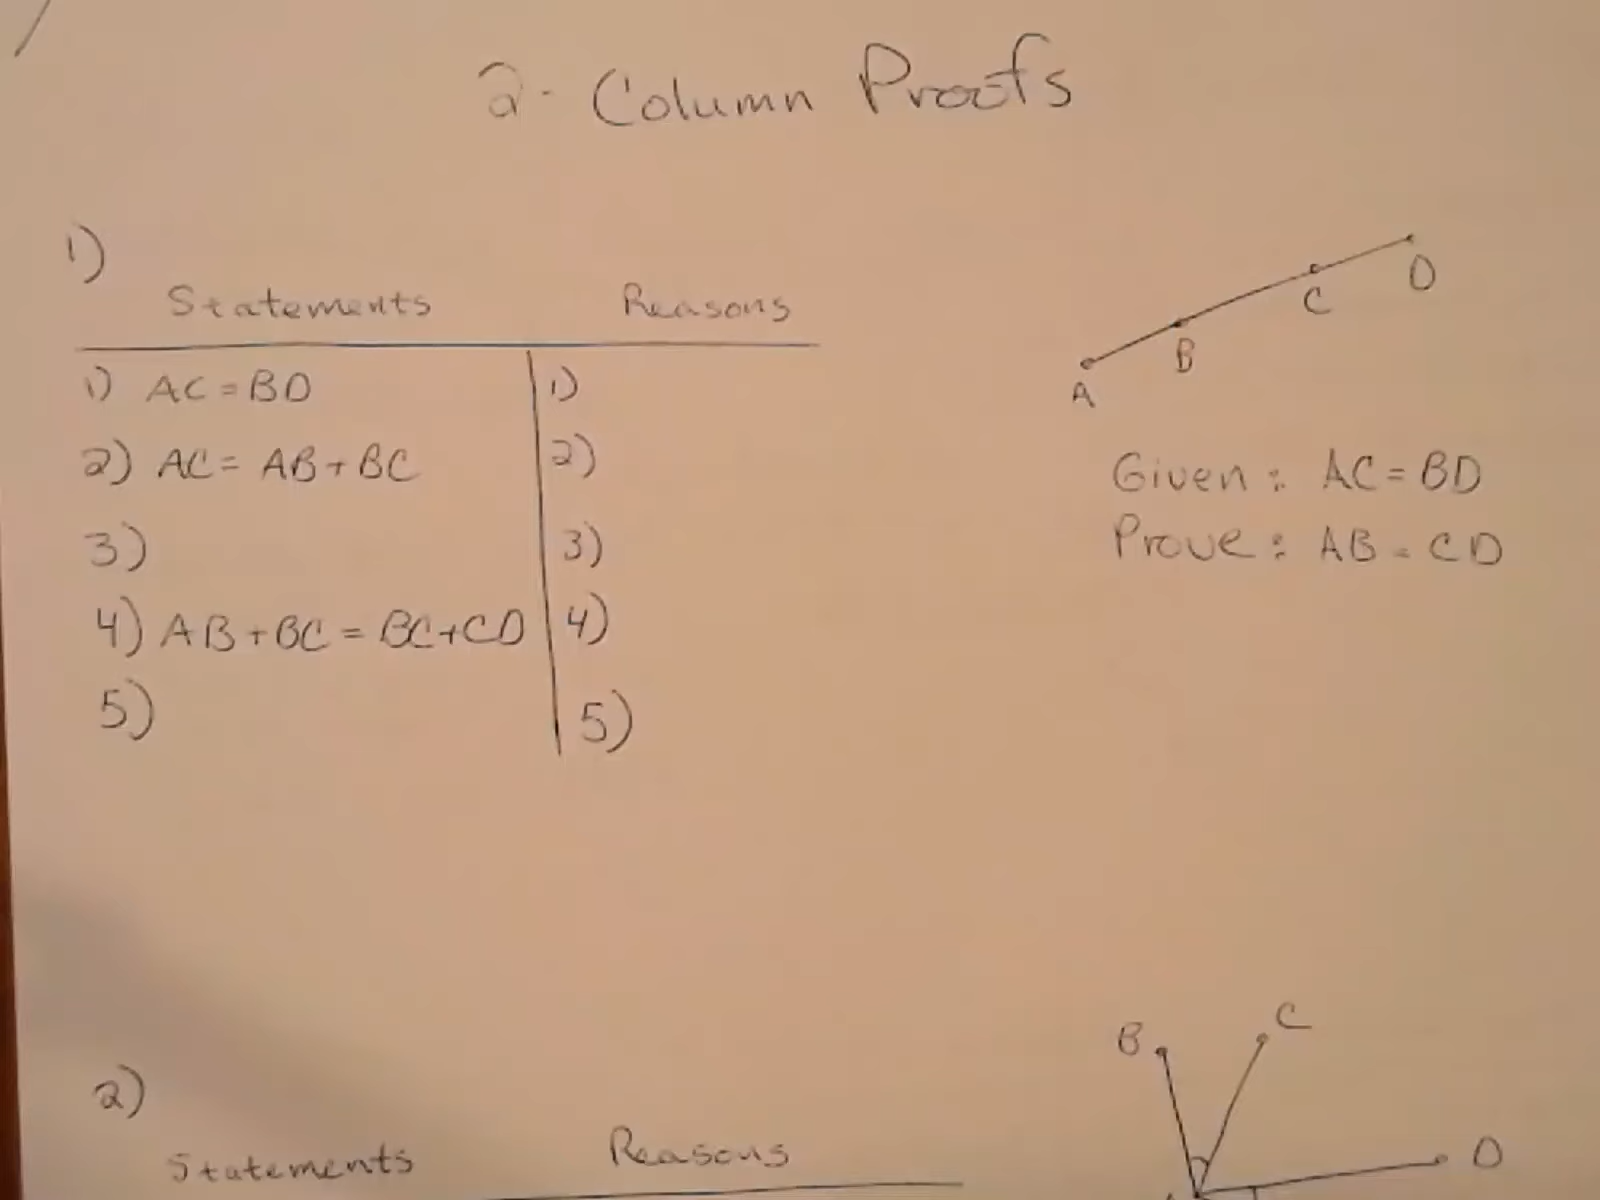 2- Column Proofs
1)
Statements Reasons
1) AC = BD 1)
2) AC = AB + BC 2)
3) 3)
4) AB + BC = BC + CD 4)
5) 5)
A B C D
Given : AC = BD
Prove : AB = CD
2)
Statements Reasons
B C
D